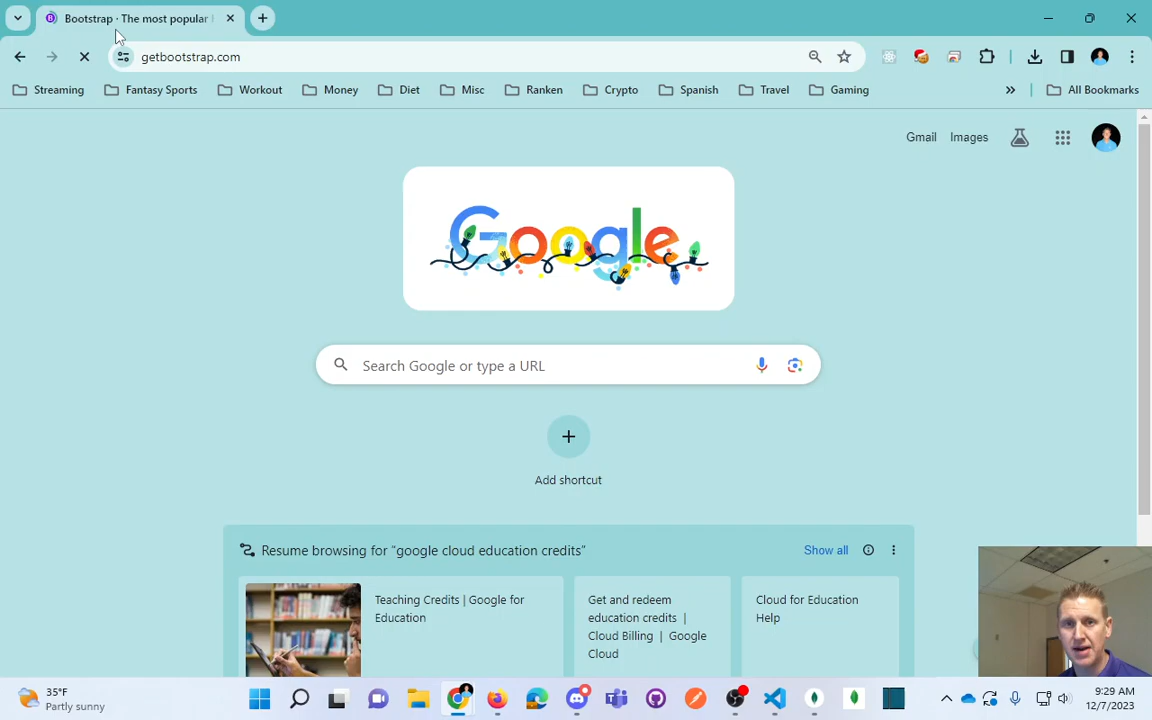 Bootstrap · The most popular
getbootstrap.com
Streaming
Fantasy Sports
Workout
Money
Diet
Misc
Ranken
Crypto
Spanish
Travel
Gaming
All Bookmarks
Gmail
Images
Google
Search Google or type a URL
Add shortcut
Resume browsing for "google cloud education credits"
Show all
Teaching Credits | Google for
Education
Get and redeem
education credits |
Cloud Billing | Google
Cloud
Cloud for Education
Help
35°F
Partly sunny
9:29 AM
12/7/2023